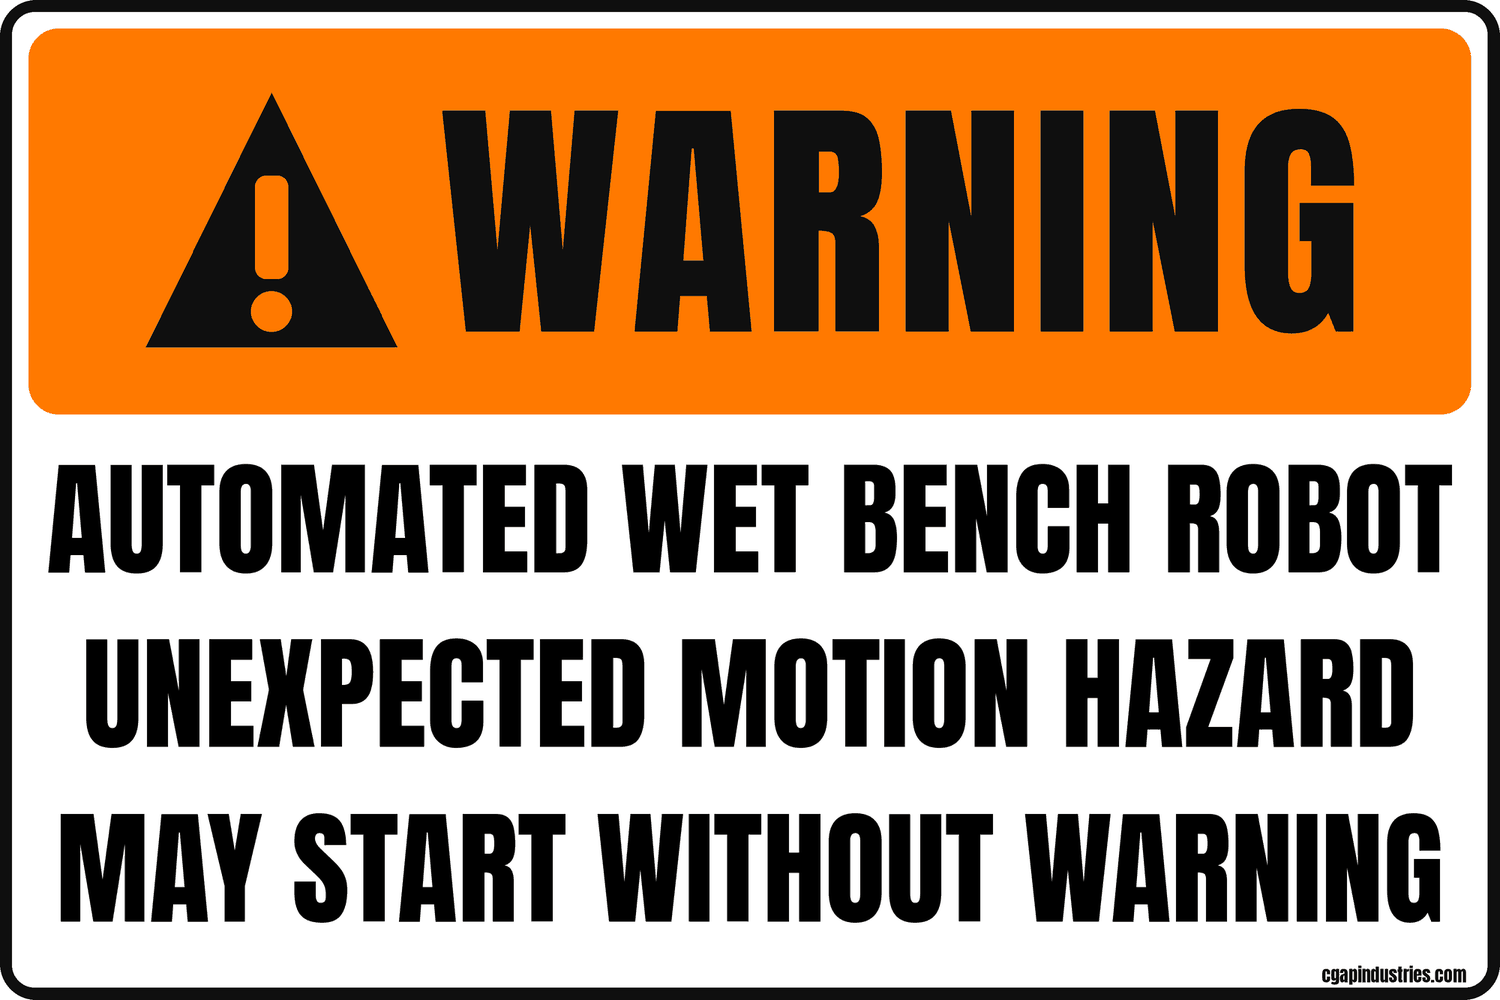 WARNING
AUTOMATED WET BENCH ROBOT
UNEXPECTED MOTION HAZARD
MAY START WITHOUT WARNING
cgapindustries.com